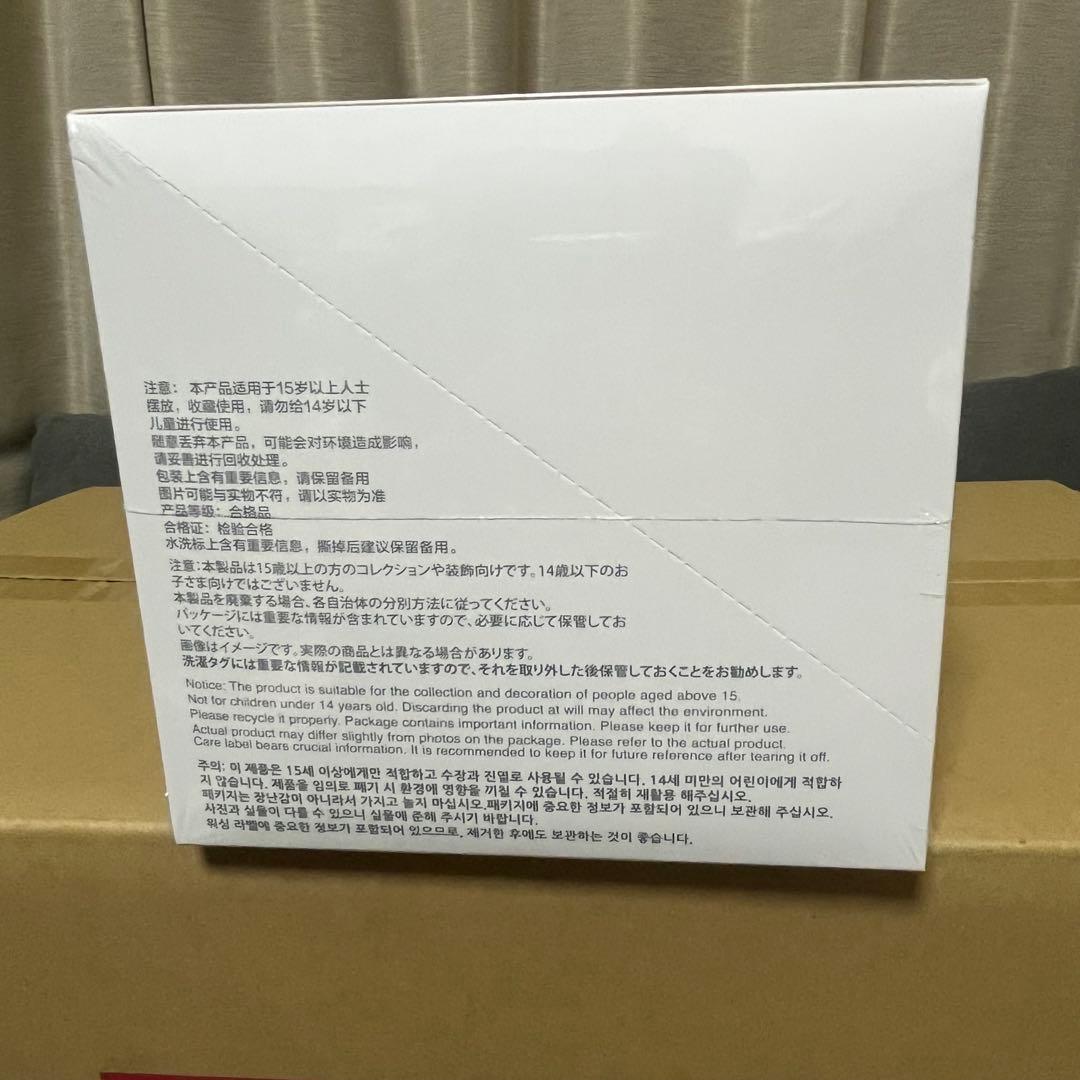 注意： 本产品适用于15岁以上人士
摆放，收藏使用，请勿给14岁以下
儿童进行使用。
随意丢弃本产品，可能会对环境造成影响，
请妥善进行回收处理。
包装上含有重要信息，请保留备用
图片可能与实物不符，请以实物为准
产品等级：合格品
合格证：检验合格
水洗标上含有重要信息，撕掉后建议保留备用。
注意：本製品は15歳以上の方のコレクションや装飾向けです。14歳以下のお
子さま向けではございません。
本製品を廃棄する場合、各自治体の分別方法に従ってください。
パッケージには重要な情報が含まれていますので、必要に応じて保管してお
いてください。
画像はイメージです。実際の商品とは異なる場合があります。
洗濯タグには重要な情報が記載されていますので、それを取り外した後保管しておくことをお勧めします。
Notice: The product is suitable for the collection and decoration of people aged above 15.
Not for children under 14 years old. Discarding the product at will may affect the environment.
Please recycle it properly. Package contains important information. Please keep it for further use.
Actual product may differ slightly from photos on the package. Please refer to the actual product.
Care label bears crucial information. It is recommended to keep it for future reference after tearing it off.
주의: 이 제품은 15세 이상에게만 적합하고 수장과 진열로 사용될 수 있습니다. 14세 미만의 어린이에게 적합하
지 않습니다. 제품을 임의로 폐기 시 환경에 영향을 끼칠 수 있습니다. 적절히 재활용 해주십시오.
패키지는 장난감이 아니라서 가지고 놀지 마십시오.패키지에 중요한 정보가 포함되어 있으니 보관해 주십시오.
사진과 실물이 다를 수 있으니 실물에 준해 주시기 바랍니다.
워싱 라벨에 중요한 정보가 포함되어 있으므로, 제거한 후에도 보관하는 것이 좋습니다.